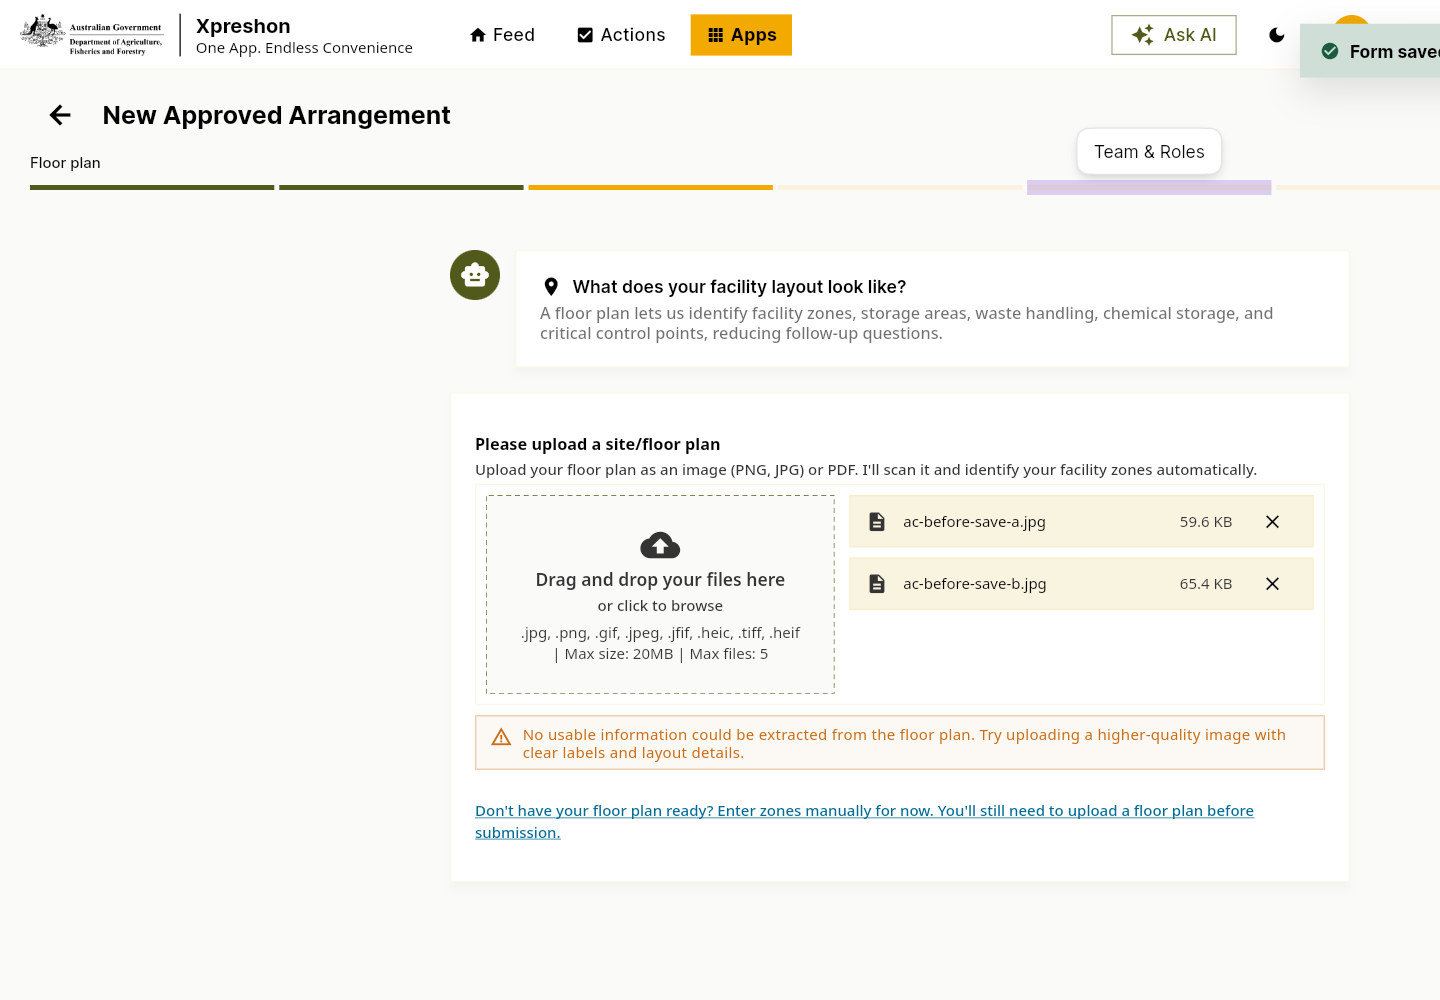 Australian Government
Department of Agriculture,
Fisheries and Forestry
Xpreshon
One App. Endless Convenience
Feed
Actions
Apps
Ask AI
Form saved
New Approved Arrangement
Team & Roles
Floor plan
What does your facility layout look like?
A floor plan lets us identify facility zones, storage areas, waste handling, chemical storage, and
critical control points, reducing follow-up questions.
Please upload a site/floor plan
Upload your floor plan as an image (PNG, JPG) or PDF. I'll scan it and identify your facility zones automatically.
Drag and drop your files here
or click to browse
.jpg, .png, .gif, .jpeg, .jfif, .heic, .tiff, .heif
| Max size: 20MB | Max files: 5
ac-before-save-a.jpg
59.6 KB
ac-before-save-b.jpg
65.4 KB
No usable information could be extracted from the floor plan. Try uploading a higher-quality image with
clear labels and layout details.
Don't have your floor plan ready? Enter zones manually for now. You'll still need to upload a floor plan before
submission.